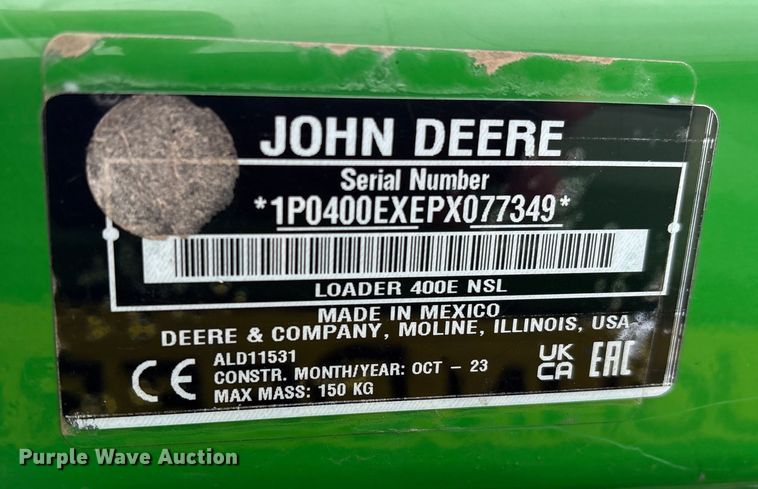 JOHN DEERE
Serial Number
*1P0400EXEPX077349*
LOADER 400E NSL
MADE IN MEXICO
DEERE & COMPANY, MOLINE, ILLINOIS, USA
CE
ALD11531
CONSTR. MONTH/YEAR: OCT - 23
MAX MASS: 150 KG
UK
CA
EAC
Purple Wave Auction